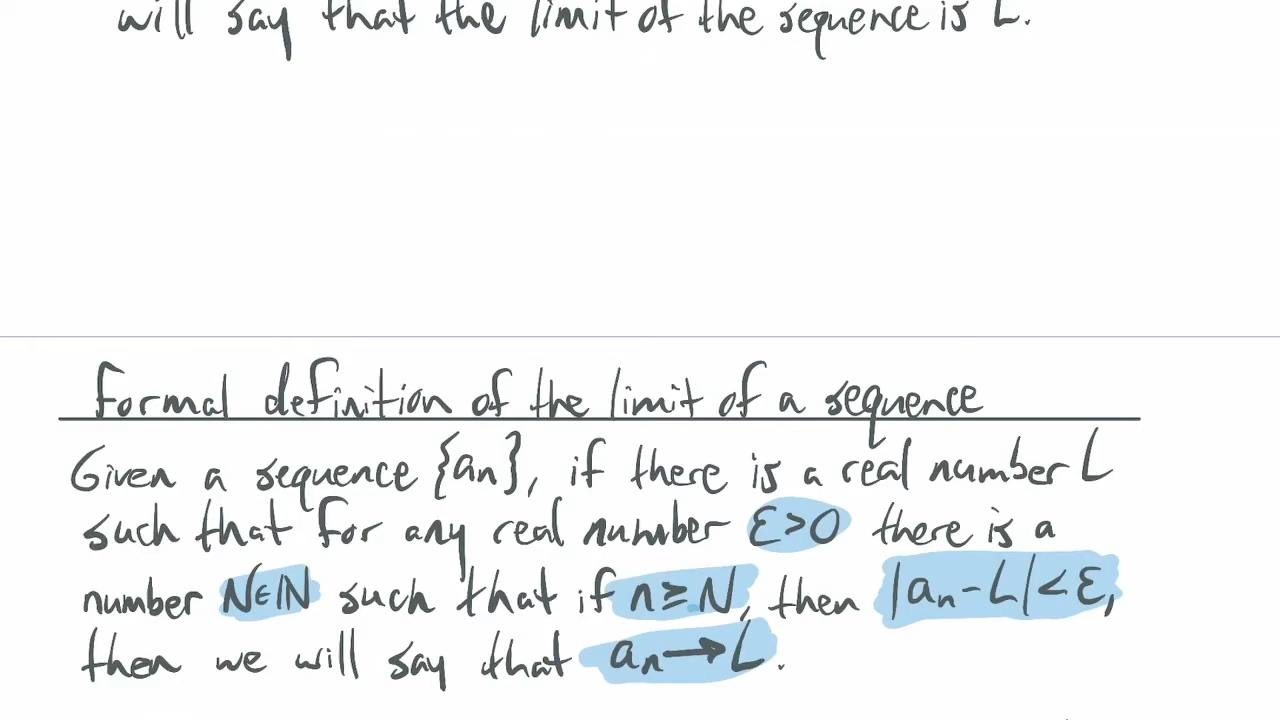 will say that the limit of the sequence is L.
Formal definition of the limit of a sequence
Given a sequence {aₙ}, if there is a real number L
such that for any real number ε>0 there is a
number N∈ℕ such that if n≥N, then |aₙ-L|<ε,
then we will say that aₙ→L.